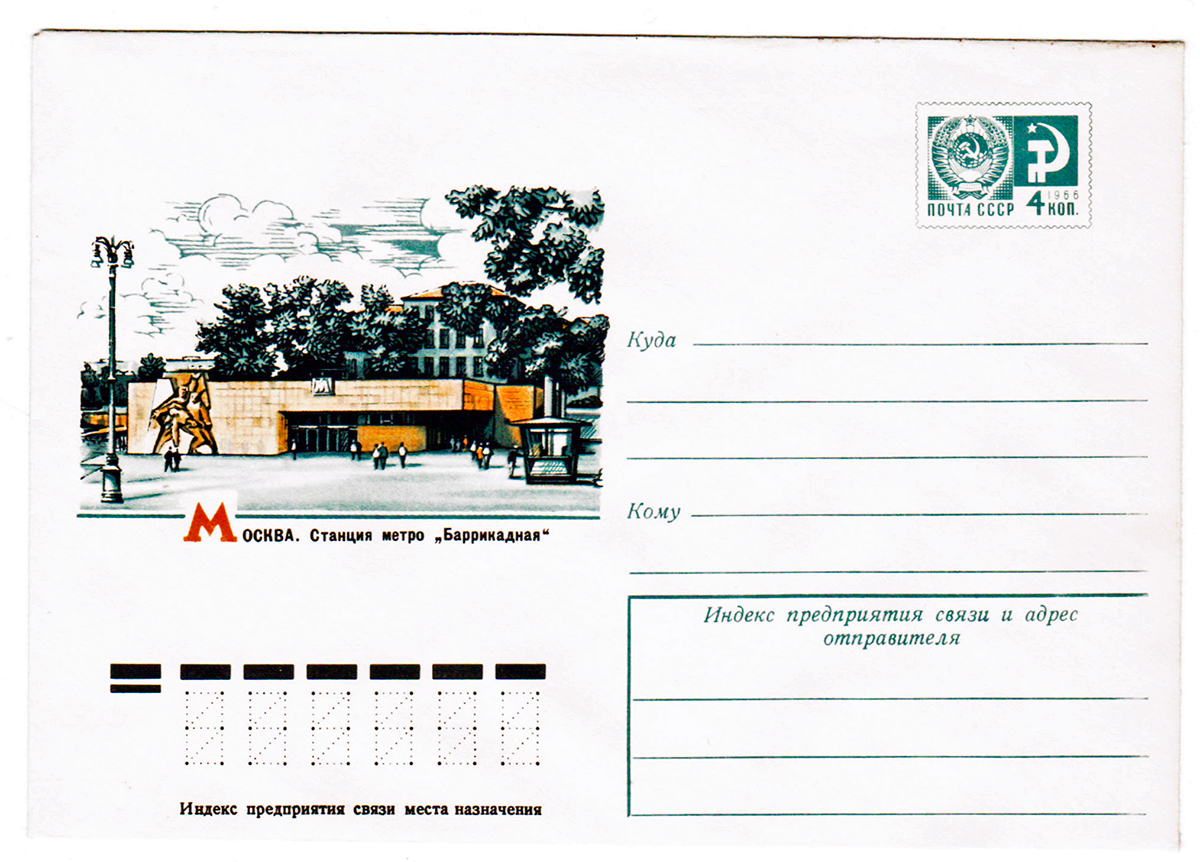 ПОЧТА СССР 4 1966 КОП.
Куда
Кому
Москва. Станция метро „Баррикадная“
Индекс предприятия связи и адрес
отправителя
Индекс предприятия связи места назначения